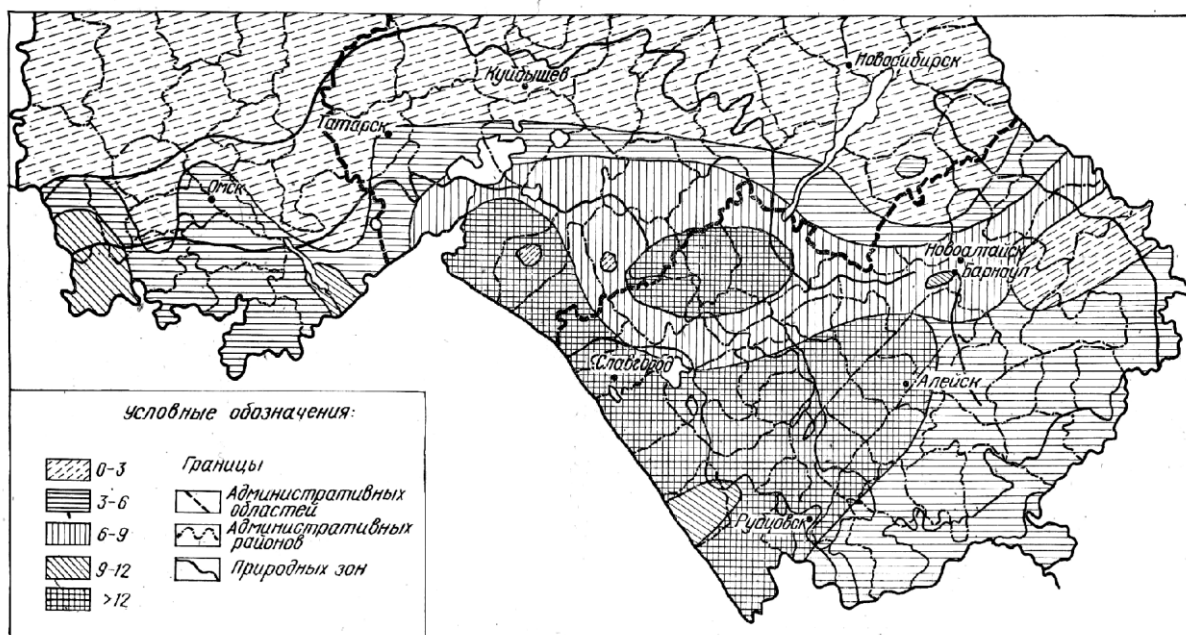 Куйбышев
Новосибирск
Татарск
Омск
Новоалтайск
Барнаул
Славгород
Алейск
Рубцовск
Условные обозначения:
0-3
3-6
6-9
9-12
>12
Границы
Административных
областей
Административных
районов
Природных зон